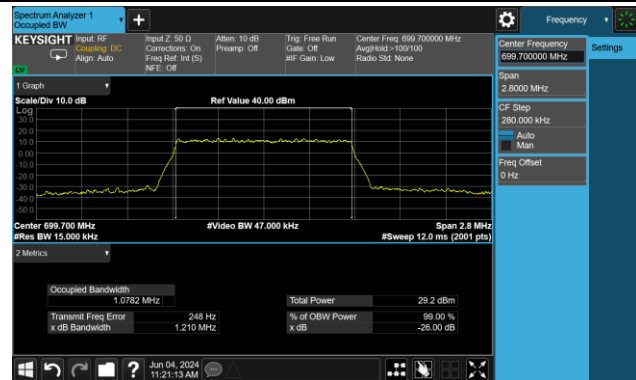 Spectrum Analyzer 1
Occupied BW
Frequency
KEYSIGHT
Input: RF
Coupling: DC
Align: Auto
Input Z: 50 Ω
Corrections: On
Freq Ref: Int (S)
NFE: Off
Atten: 10 dB
Preamp: Off
Trig: Free Run
Gate: Off
#IF Gain: Low
Center Freq: 699.700000 MHz
Avg|Hold:>100/100
Radio Std: None
Center Frequency
699.700000 MHz
Settings
Span
2.8000 MHz
CF Step
280.000 kHz
Auto
Man
Freq Offset
0 Hz
1 Graph
Scale/Div 10.0 dB
Ref Value 40.00 dBm
Log
30.0
20.0
10.0
0.00
-10.0
-20.0
-30.0
-40.0
-50.0
Center 699.700 MHz
#Video BW 47.000 kHz
Span 2.8 MHz
#Res BW 15.000 kHz
#Sweep 12.0 ms (2001 pts)
2 Metrics
Occupied Bandwidth
1.0782 MHz
Total Power
29.2 dBm
Transmit Freq Error
248 Hz
% of OBW Power
99.00 %
x dB Bandwidth
1.210 MHz
x dB
-26.00 dB
?
Jun 04, 2024
11:21:13 AM